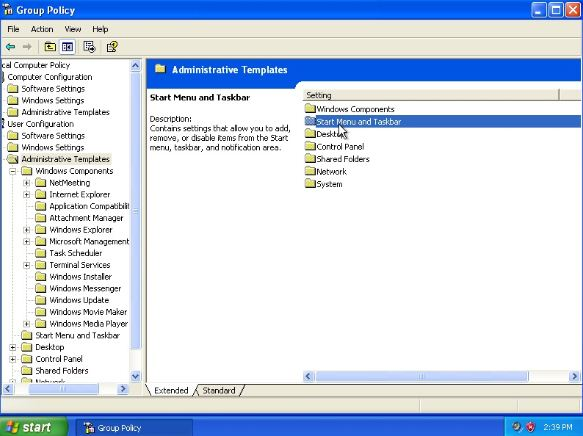 Group Policy
File Action View Help
cal Computer Policy
Computer Configuration
Software Settings
Windows Settings
Administrative Templates
User Configuration
Software Settings
Windows Settings
Administrative Templates
Windows Components
NetMeeting
Internet Explorer
Application Compatibilit
Attachment Manager
Windows Explorer
Microsoft Management
Task Scheduler
Terminal Services
Windows Installer
Windows Messenger
Windows Update
Windows Movie Maker
Windows Media Player
Start Menu and Taskbar
Desktop
Control Panel
Shared Folders
Network
Administrative Templates
Start Menu and Taskbar
Description:
Contains settings that allow you to add,
remove, or disable items from the Start
menu, taskbar, and notification area.
Setting
Windows Components
Start Menu and Taskbar
Desktop
Control Panel
Shared Folders
Network
System
Extended Standard
start Group Policy 2:39 PM